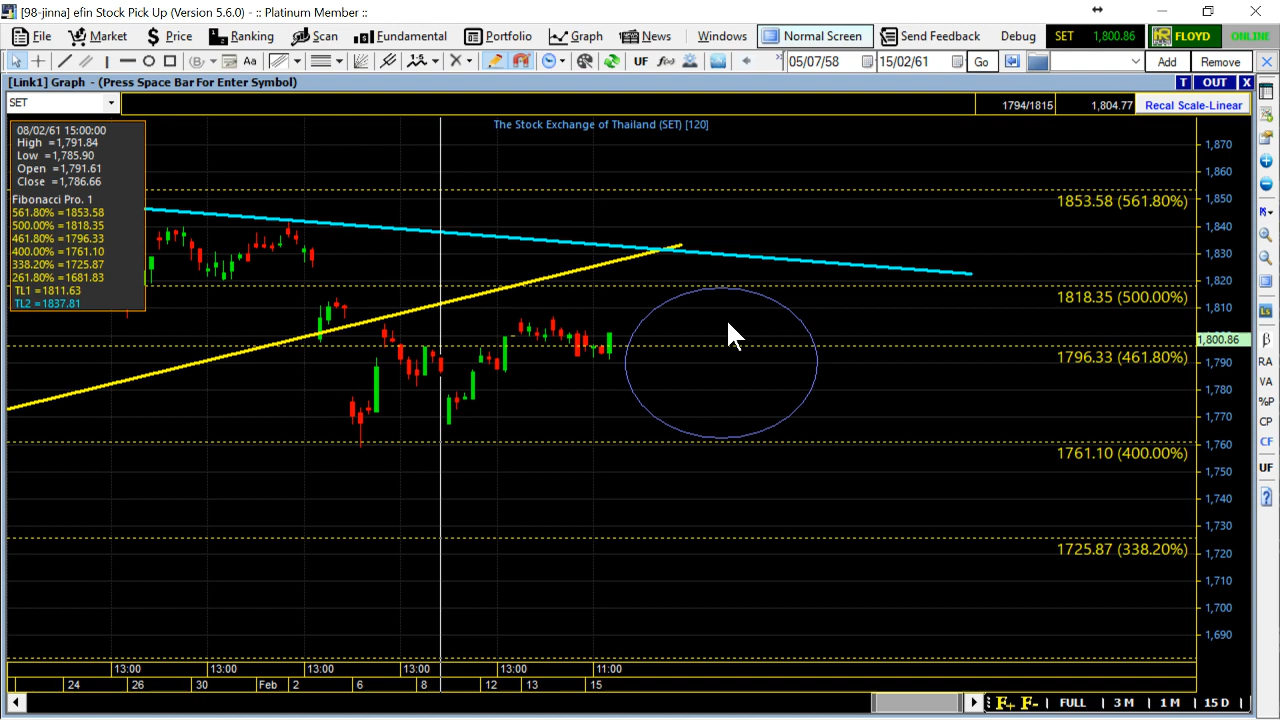 [98-jinna] efin Stock Pick Up (Version 5.6.0) - :: Platinum Member ::
File Market Price Ranking Scan Fundamental Portfolio Graph News Windows Normal Screen Send Feedback Debug SET 1,800.86 FLOYD ONLINE
Aa UF f(x) 05/07/58 15/02/61 Go Add Remove
[Link1] Graph - (Press Space Bar For Enter Symbol) T OUT X
SET 1794/1815 1,804.77 Recal Scale-Linear
The Stock Exchange of Thailand (SET) [120]
08/02/61 15:00:00
High =1,791.84
Low =1,785.90
Open =1,791.61
Close =1,786.66
Fibonacci Pro. 1
561.80% =1853.58
500.00% =1818.35
461.80% =1796.33
400.00% =1761.10
338.20% =1725.87
261.80% =1681.83
TL1 =1811.63
TL2 =1837.81
1853.58 (561.80%)
1818.35 (500.00%)
1796.33 (461.80%)
1761.10 (400.00%)
1725.87 (338.20%)
1,870
1,860
1,850
1,840
1,830
1,820
1,810
1,800.86
1,790
1,780
1,770
1,760
1,750
1,740
1,730
1,720
1,710
1,700
1,690
Ls
β
RA
VA
%P
CP
CF
UF
13:00 13:00 13:00 13:00 13:00 11:00
24 26 30 Feb 2 6 8 12 13 15
F+ F- FULL 3 M 1 M 15 D